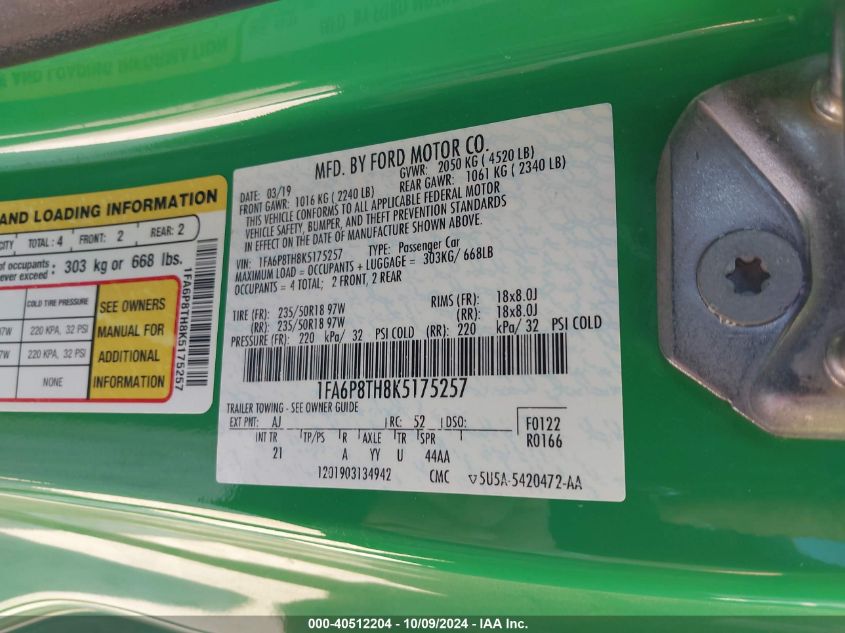 AND LOADING INFORMATION
CITY TOTAL: 4 FRONT: 2 REAR: 2
of occupants
never exceed : 303 kg or 668 lbs.
COLD TIRE PRESSURE
220 KPA, 32 PSI
220 KPA, 32 PSI
NONE
SEE OWNERS
MANUAL FOR
ADDITIONAL
INFORMATION
1FA6P8TH8K5175257
MFD. BY FORD MOTOR CO.
DATE: 03/19 GVWR: 2050 KG ( 4520 LB)
FRONT GAWR: 1016 KG ( 2240 LB) REAR GAWR: 1061 KG ( 2340 LB)
THIS VEHICLE CONFORMS TO ALL APPLICABLE FEDERAL MOTOR
VEHICLE SAFETY, BUMPER, AND THEFT PREVENTION STANDARDS
IN EFFECT ON THE DATE OF MANUFACTURE SHOWN ABOVE.
VIN: 1FA6P8TH8K5175257 TYPE: Passenger Car
MAXIMUM LOAD = OCCUPANTS + LUGGAGE = 303KG/ 668LB
OCCUPANTS = 4 TOTAL; 2 FRONT, 2 REAR
TIRE (FR): 235/50R18 97W RIMS (FR): 18x8.0J
(RR): 235/50R18 97W (RR): 18x8.0J
PRESSURE (FR): 220 kPa/ 32 PSI COLD (RR): 220 kPa/ 32 PSI COLD
1FA6P8TH8K5175257
TRAILER TOWING - SEE OWNER GUIDE
EXT PNT: AJ RC: 52 DSO:
F0122
R0166
INT TR TP/PS R AXLE TR SPR
21 A YY U 44AA
1201903134942 CMC 5U5A-5420472-AA
000-40512204 - 10/09/2024 - IAA Inc.